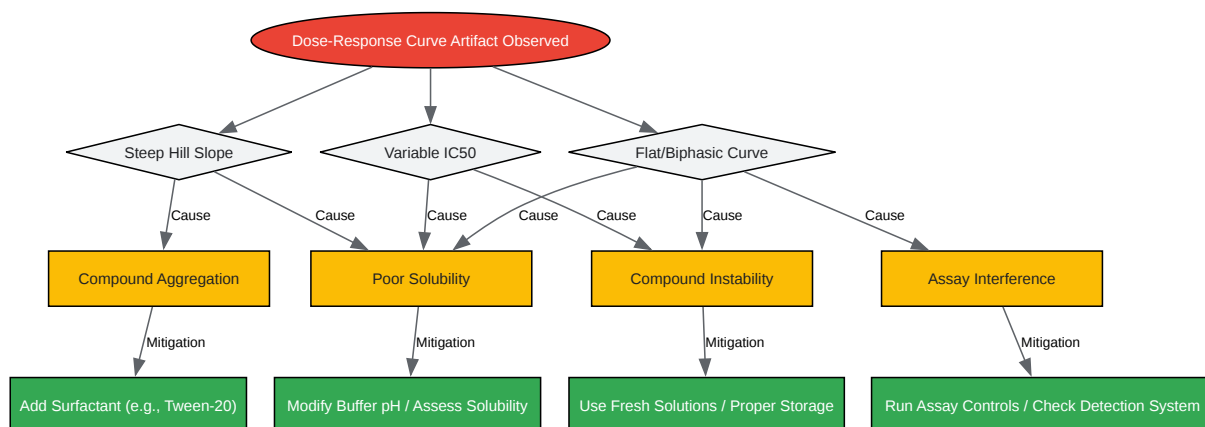 Dose-Response Curve Artifact Observed
Steep Hill Slope
Variable IC50
Flat/Biphasic Curve
Cause
Cause
Cause
Cause
Cause
Cause
Cause
Compound Aggregation
Poor Solubility
Compound Instability
Assay Interference
Mitigation
Mitigation
Mitigation
Mitigation
Add Surfactant (e.g., Tween-20)
Modify Buffer pH / Assess Solubility
Use Fresh Solutions / Proper Storage
Run Assay Controls / Check Detection System